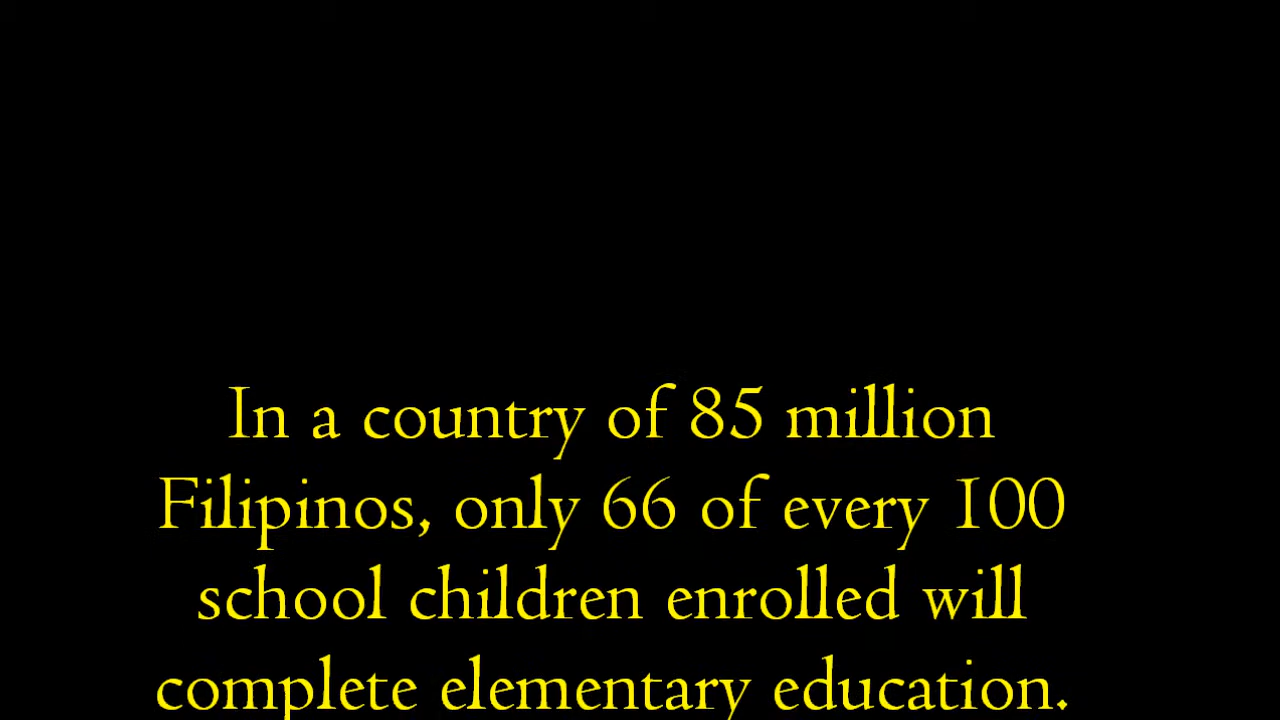 In a country of 85 million
Filipinos, only 66 of every 100
school children enrolled will
complete elementary education.